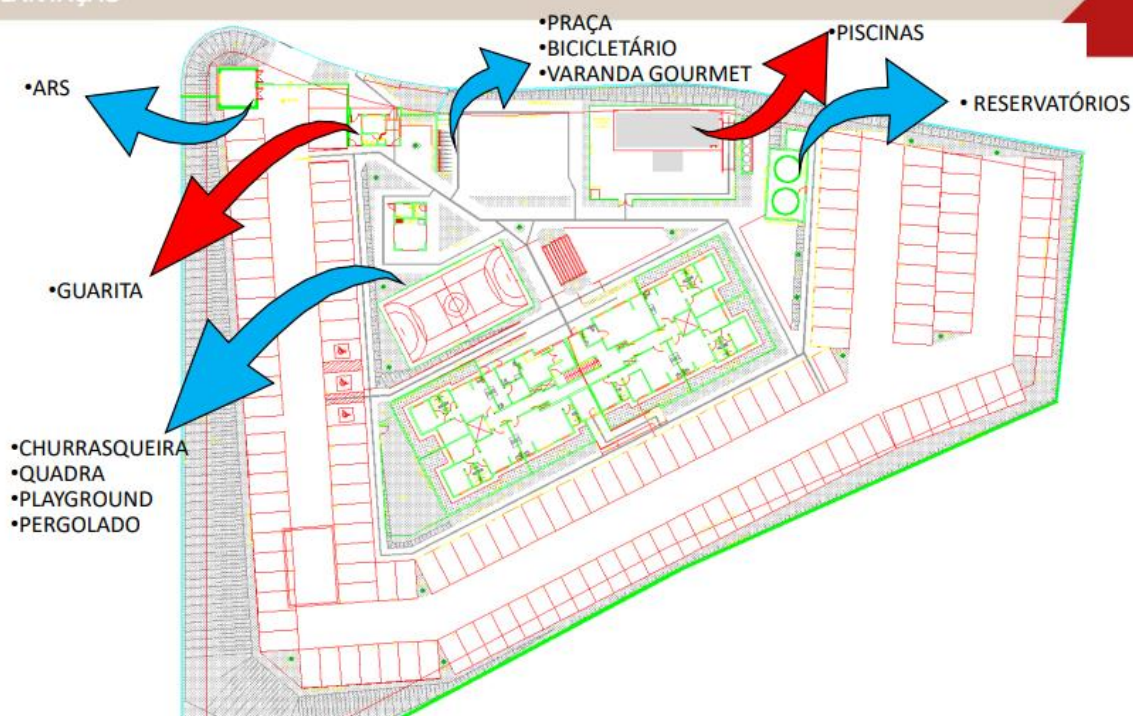 •PRAÇA
•BICICLETÁRIO
•VARANDA GOURMET
•PISCINAS
•ARS
• RESERVATÓRIOS
•GUARITA
•CHURRASQUEIRA
•QUADRA
•PLAYGROUND
•PERGOLADO